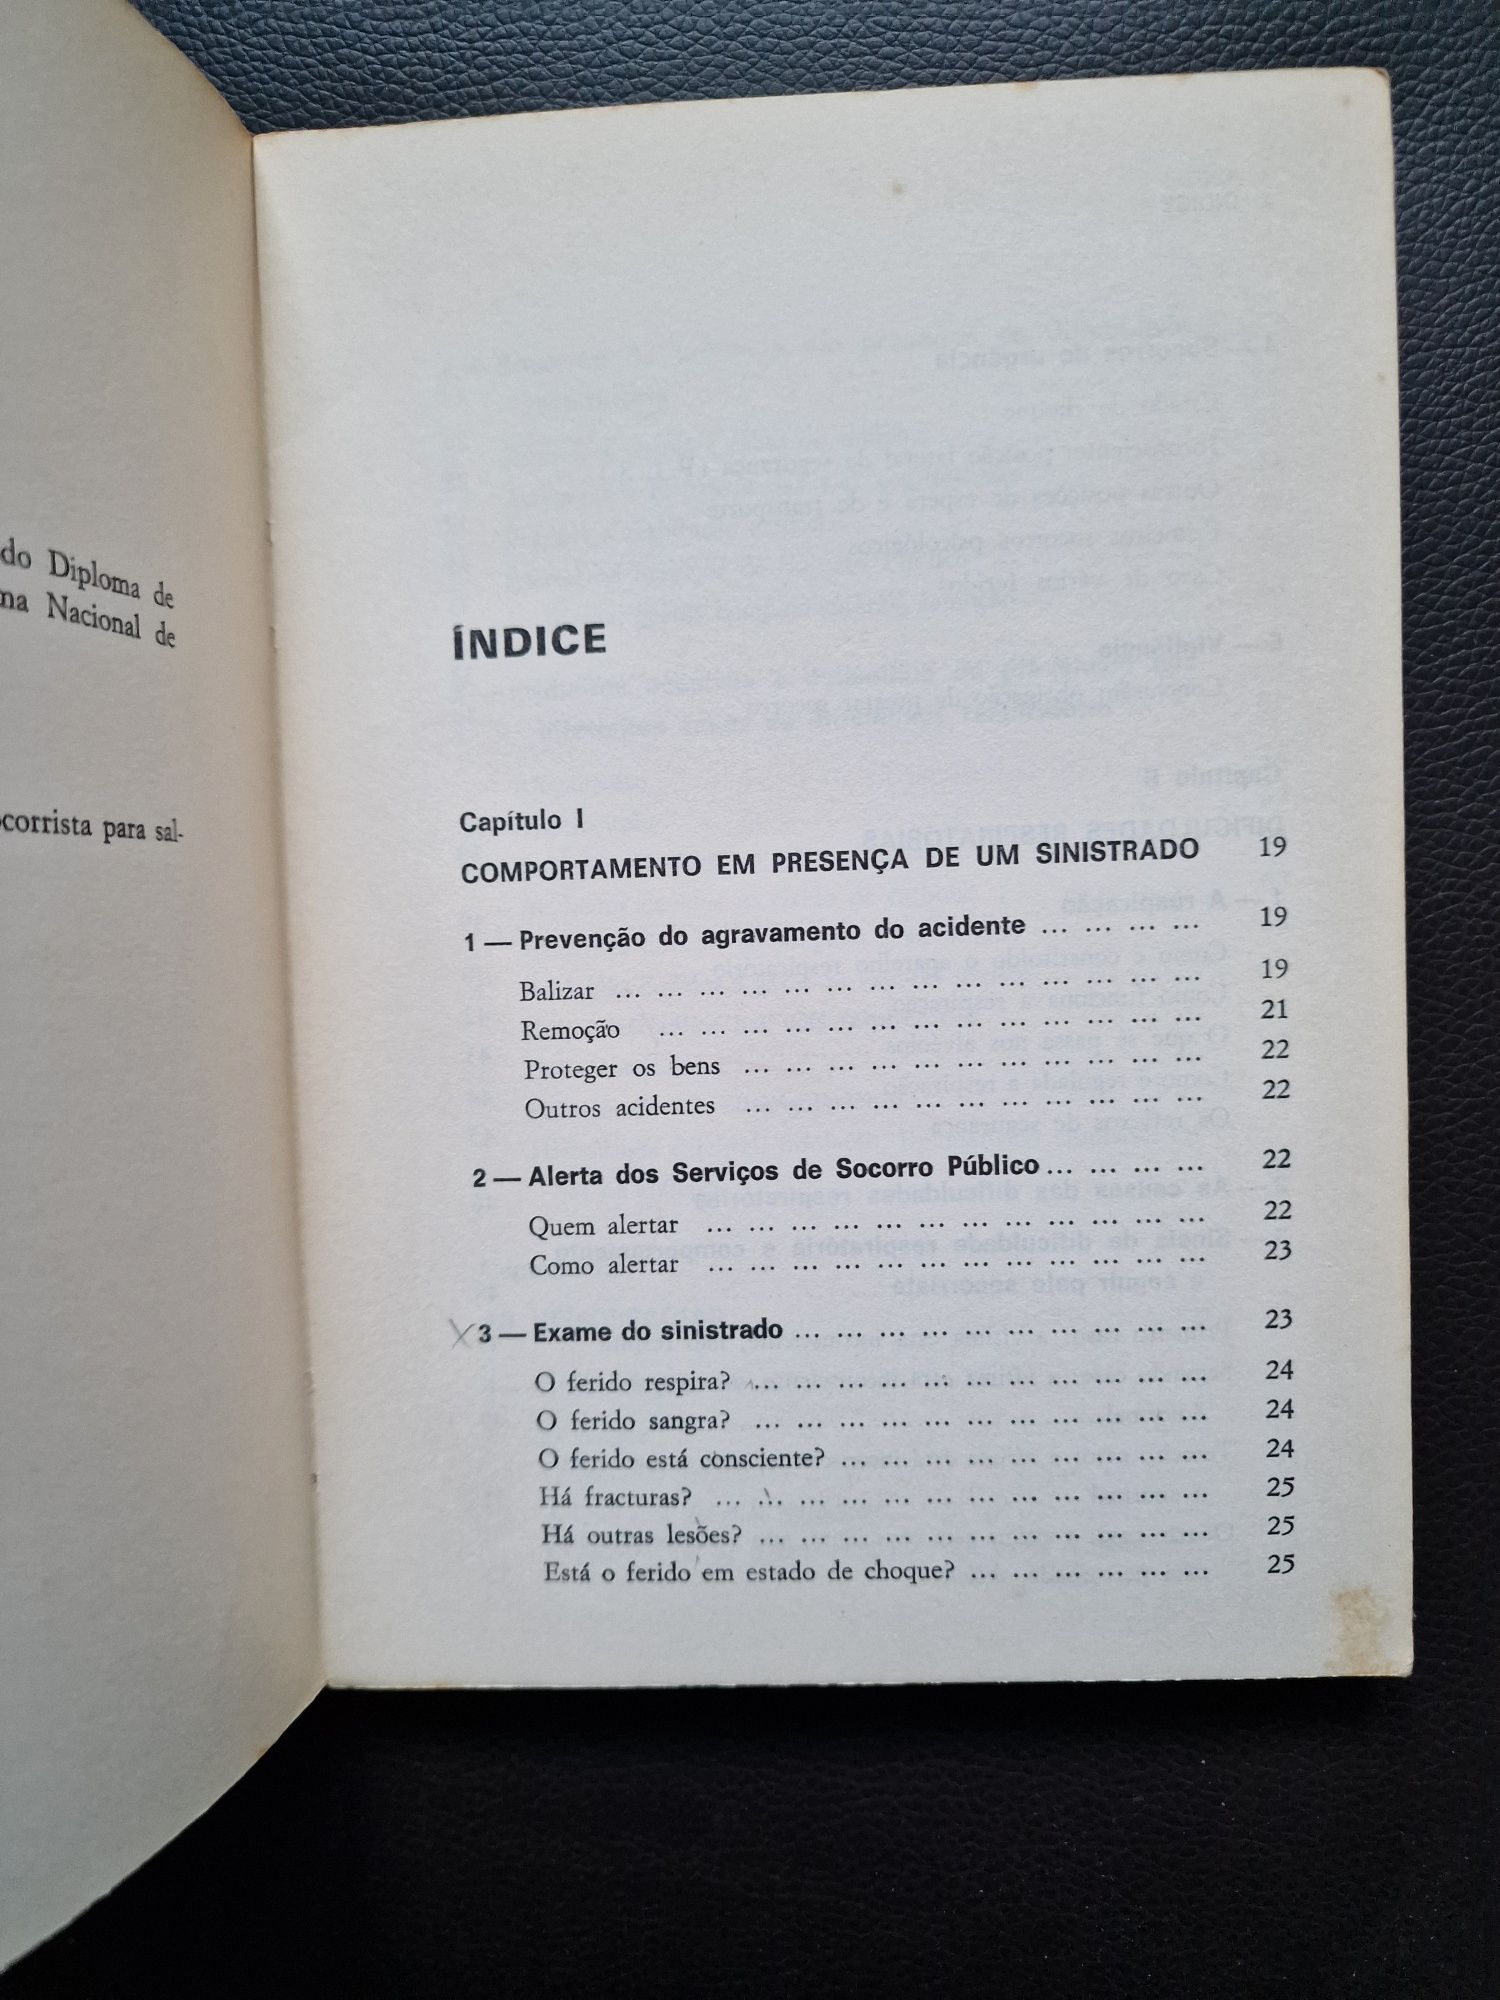 do Diploma de
Nacional de
para sal-
ÍNDICE
Capítulo I
COMPORTAMENTO EM PRESENÇA DE UM SINISTRADO 19
1 — Prevenção do agravamento do acidente ... ... ... ... 19
Balizar ... ... ... ... ... ... ... ... ... ... ... ... ... ... 19
Remoção ... ... ... ... ... ... ... ... ... ... ... ... ... 21
Proteger os bens ... ... ... ... ... ... ... ... ... ... ... 22
Outros acidentes ... ... ... ... ... ... ... ... ... ... ... 22
2 — Alerta dos Serviços de Socorro Público ... ... ... ... 22
Quem alertar ... ... ... ... ... ... ... ... ... ... ... ... 22
Como alertar ... ... ... ... ... ... ... ... ... ... ... ... 23
3 — Exame do sinistrado ... ... ... ... ... ... ... ... ... ... 23
O ferido respira? ... ... ... ... ... ... ... ... ... ... ... 24
O ferido sangra? ... ... ... ... ... ... ... ... ... ... ... 24
O ferido está consciente? ... ... ... ... ... ... ... ... ... 24
Há fracturas? ... ... ... ... ... ... ... ... ... ... ... ... 25
Há outras lesões? ... ... ... ... ... ... ... ... ... ... ... 25
Está o ferido em estado de choque? ... ... ... ... ... ... 25